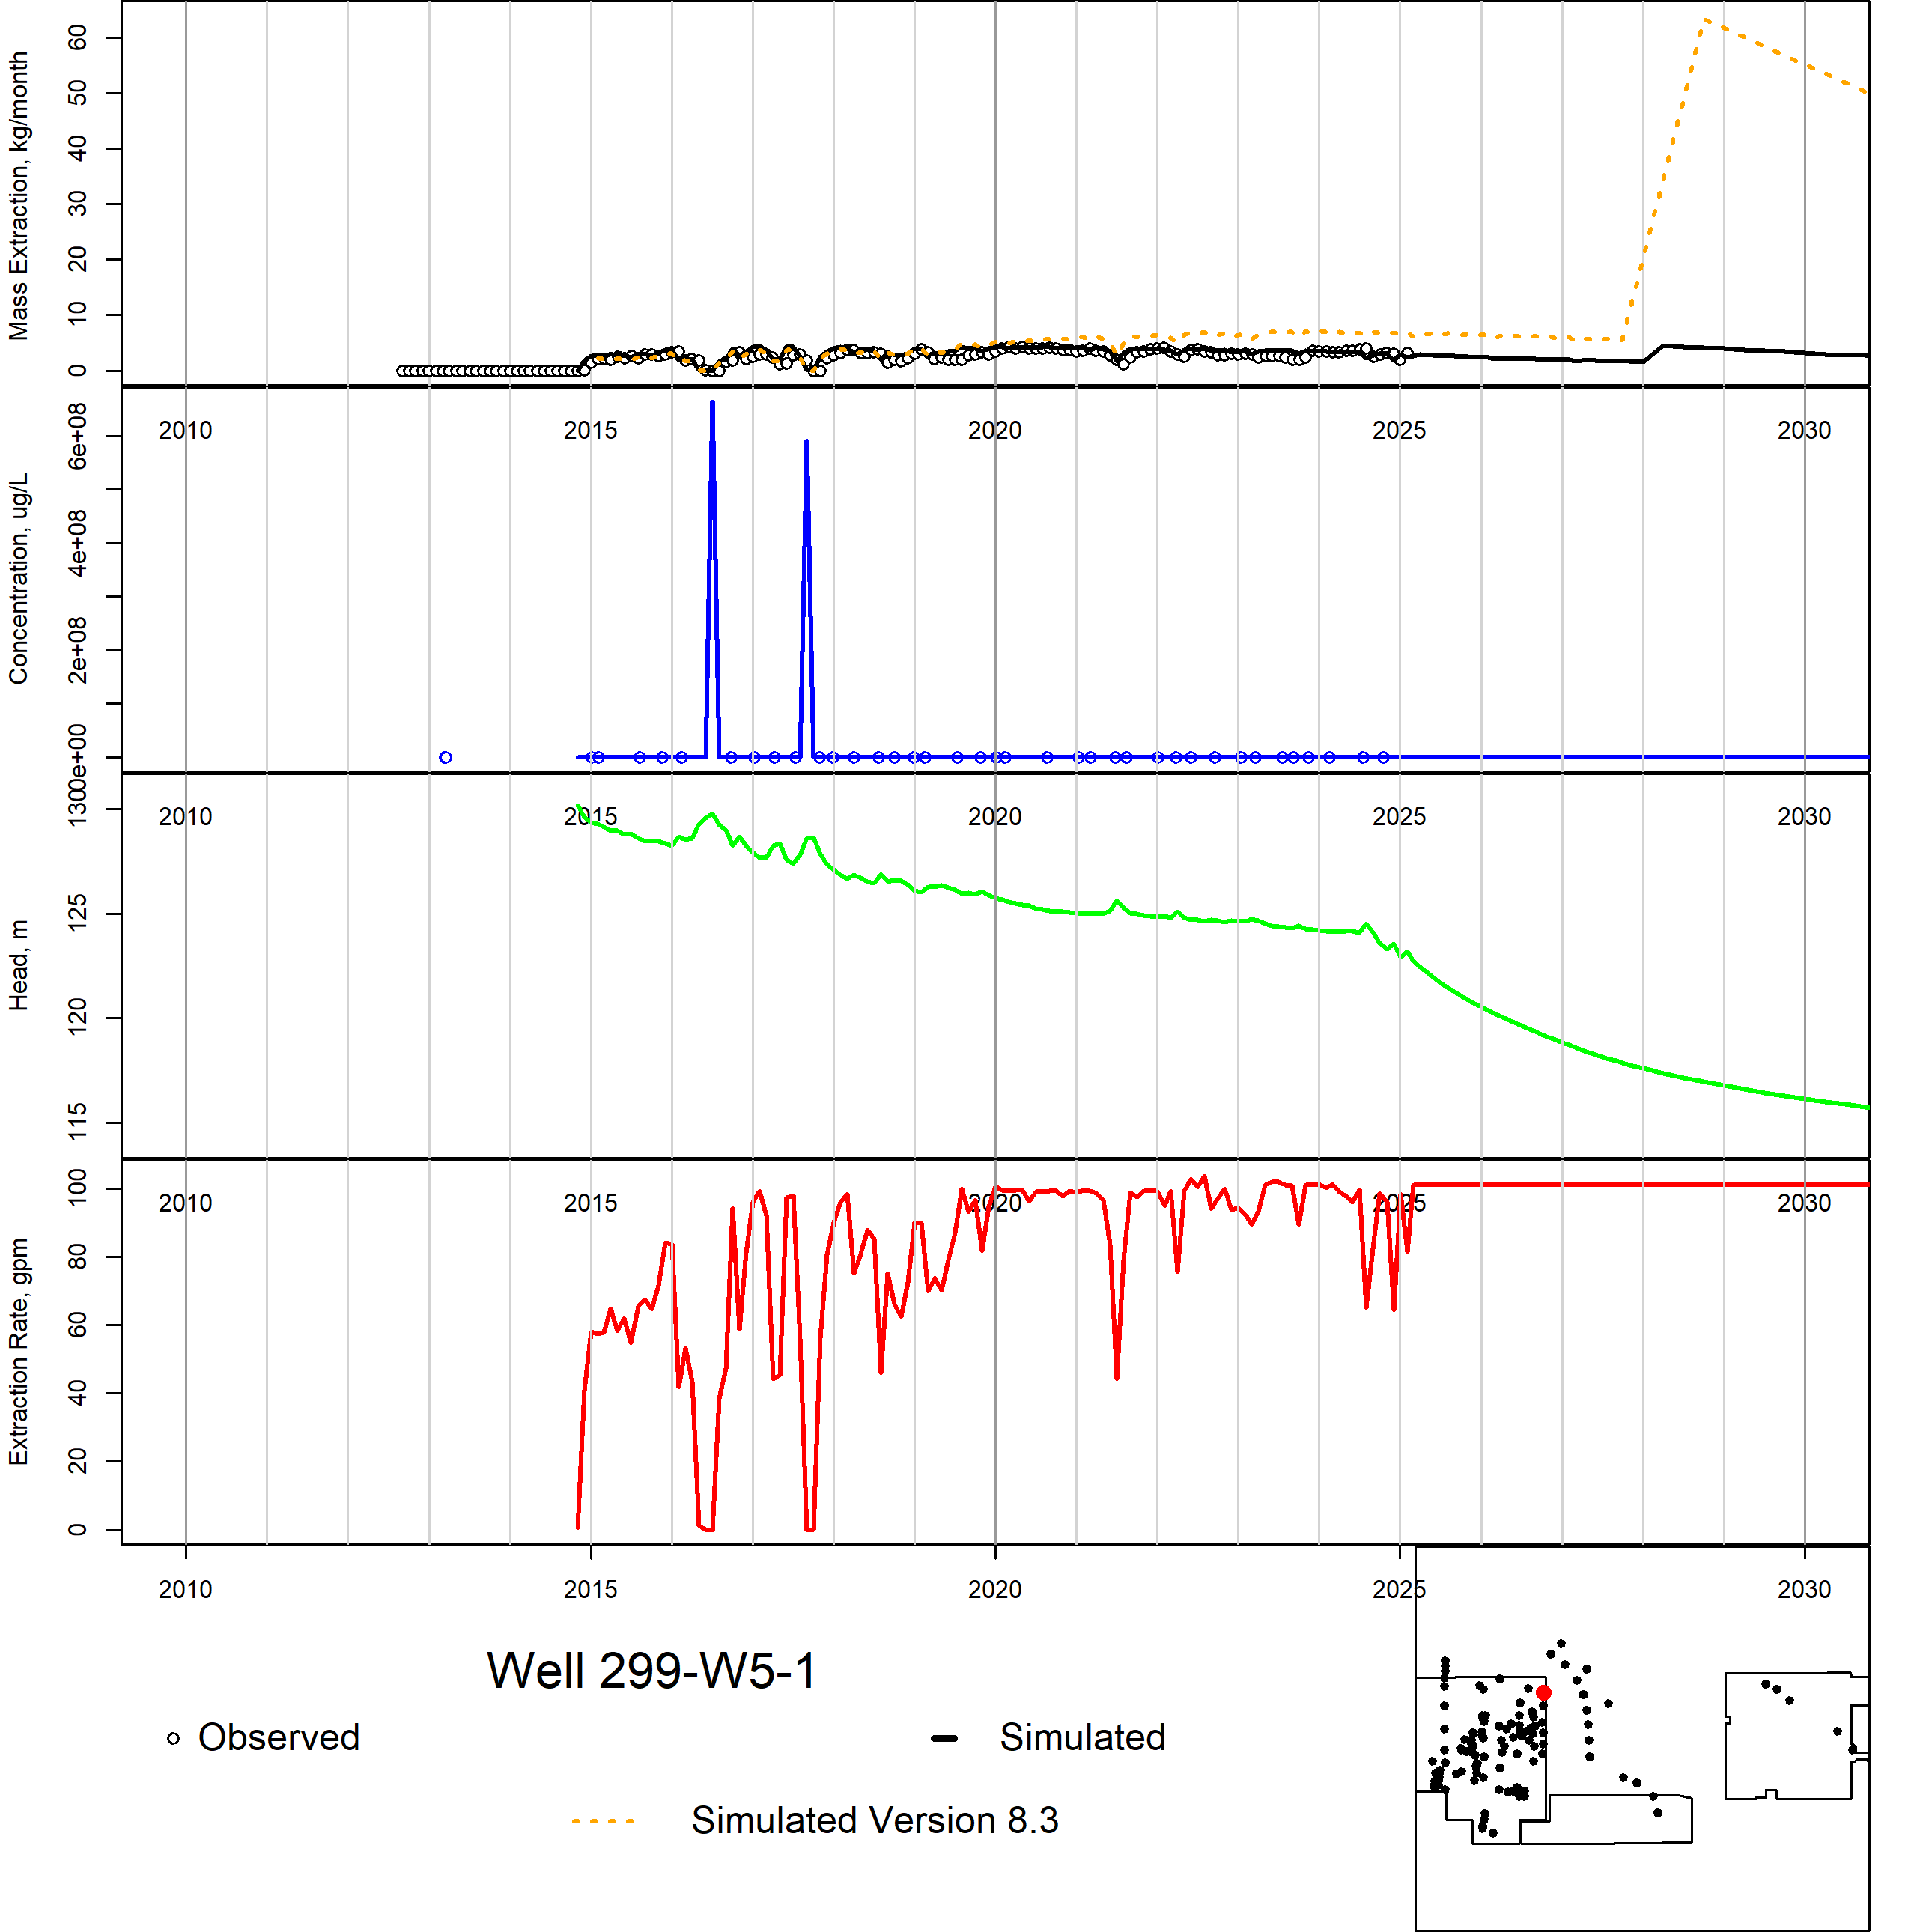 Mass Extraction, kg/month
0 10 20 30 40 50 60
2010 2015 2020 2025 2030
Concentration, ug/L
0e+00 2e+08 4e+08 6e+08
2010 2015 2020 2025 2030
Head, m
115 120 125 130
2010 2015 2020 2025 2030
Extraction Rate, gpm
0 20 40 60 80 100
2010 2015 2020 2025 2030
Well 299-W5-1
Observed Simulated
Simulated Version 8.3